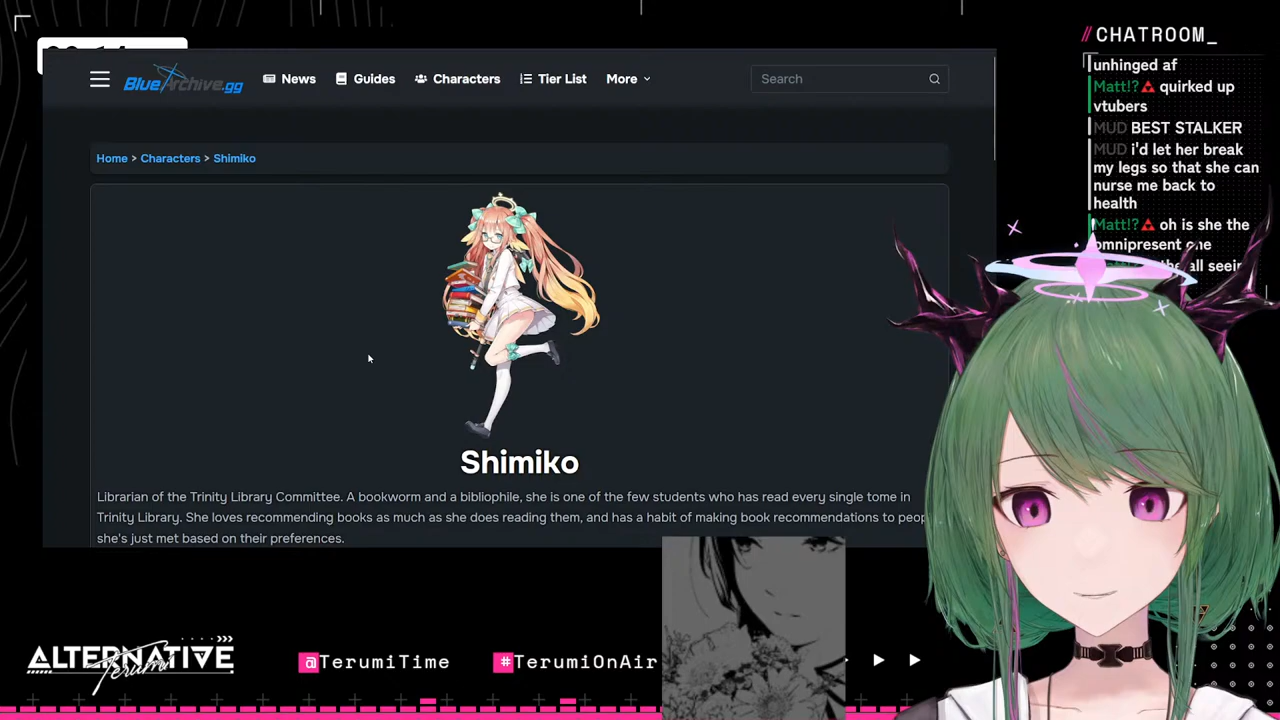 //CHATROOM_
unhinged af
Matt!? quirked up
vtubers
MUD BEST STALKER
MUD i'd let her break
my legs so that she can
nurse me back to
health
Matt!? oh is she the
omnipresent one
the all seein
BlueArchive.gg
News
Guides
Characters
Tier List
More
Search
Home > Characters > Shimiko
Shimiko
Librarian of the Trinity Library Committee. A bookworm and a bibliophile, she is one of the few students who has read every single tome in
Trinity Library. She loves recommending books as much as she does reading them, and has a habit of making book recommendations to peop
she's just met based on their preferences.
ALTERNATIVE
Terumi
@TerumiTime
#TerumiOnAir